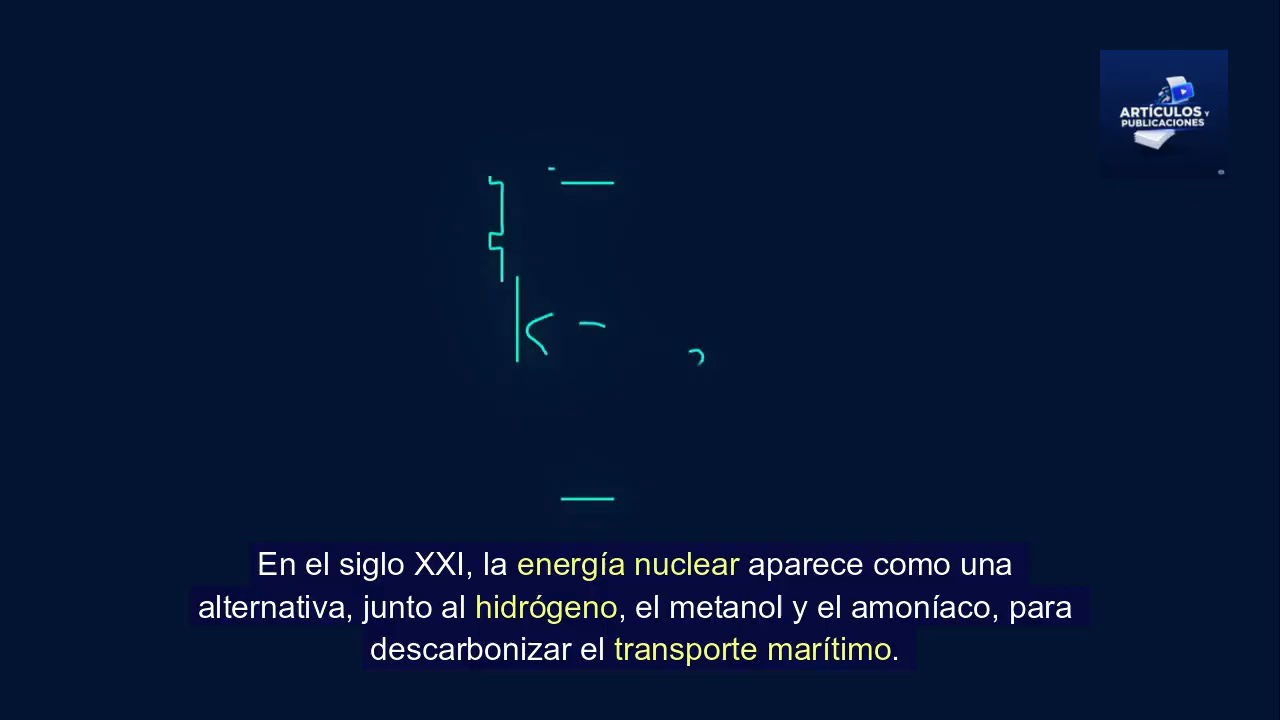 ARTÍCULOS Y
PUBLICACIONES
En el siglo XXI, la energía nuclear aparece como una
alternativa, junto al hidrógeno, el metanol y el amoníaco, para
descarbonizar el transporte marítimo.